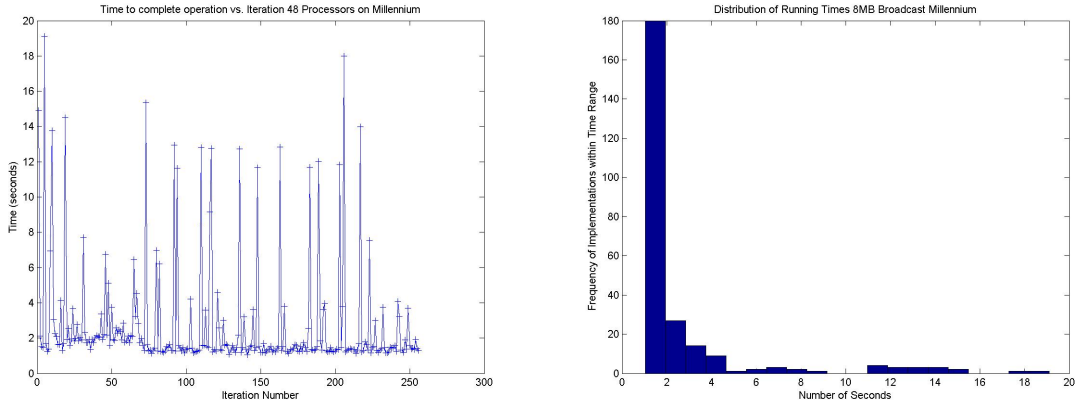 Time to complete operation vs. Iteration 48 Processors on Millennium
20
18
16
14
12
10
8
6
4
2
0
Time (seconds)
0 50 100 150 200 250 300
Iteration Number
Distribution of Running Times 8MB Broadcast Millennium
180
160
140
120
100
80
60
40
20
0
Frequency of Implementations within Time Range
0 2 4 6 8 10 12 14 16 18 20
Number of Seconds